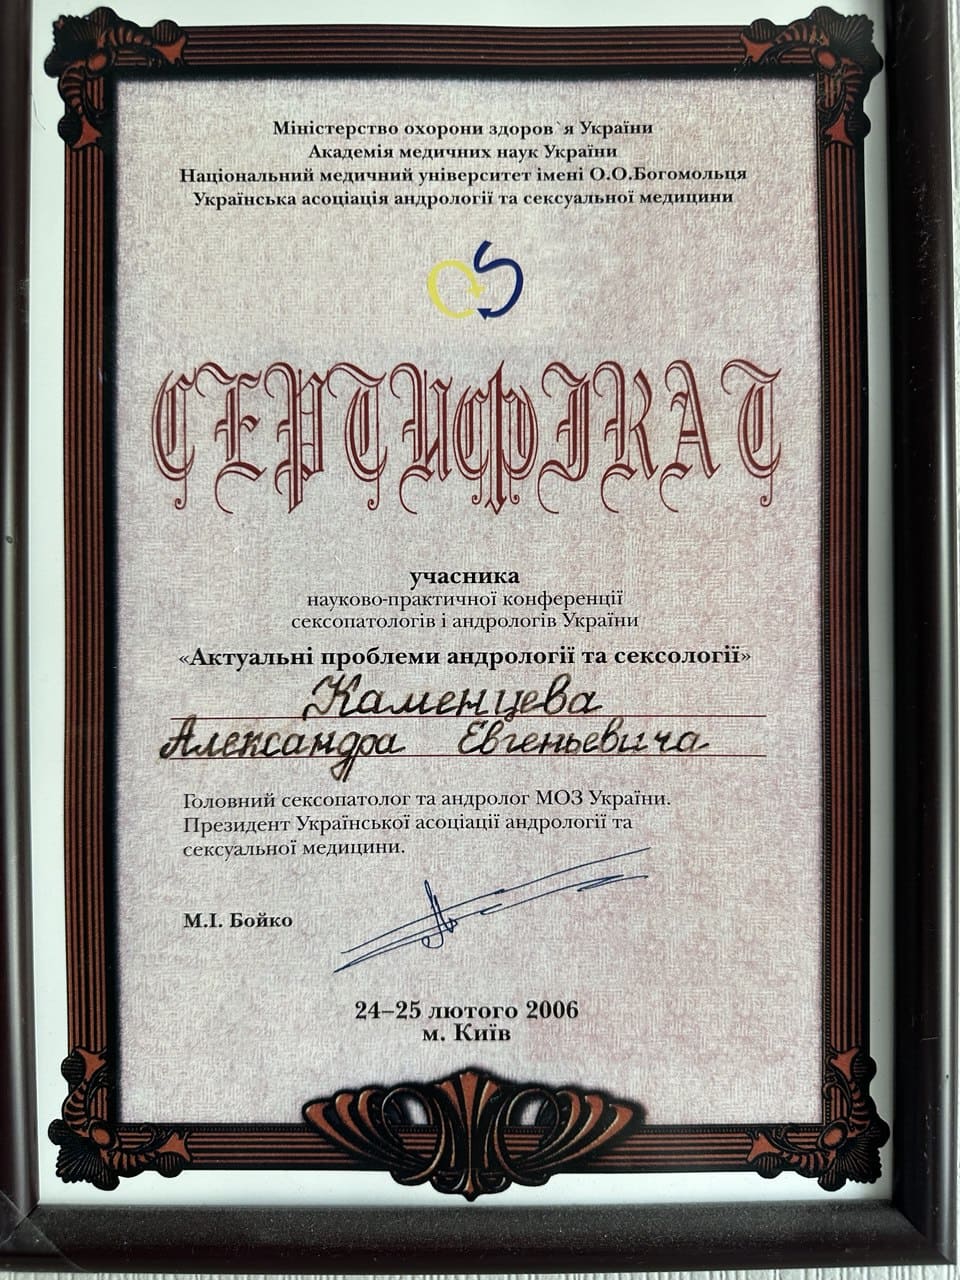 Міністерство охорони здоров`я України
Академія медичних наук України
Національний медичний університет імені О.О.Богомольця
Українська асоціація андрології та сексуальної медицини
СЕРТИФІКАТ
учасника
науково-практичної конференції
сексопатологів і андрологів України
«Актуальні проблеми андрології та сексології»
Каменцева
Александра Евгеньевича
Головний сексопатолог та андролог МОЗ України.
Президент Української асоціації андрології та
сексуальної медицини.
М.І. Бойко
24–25 лютого 2006
м. Київ